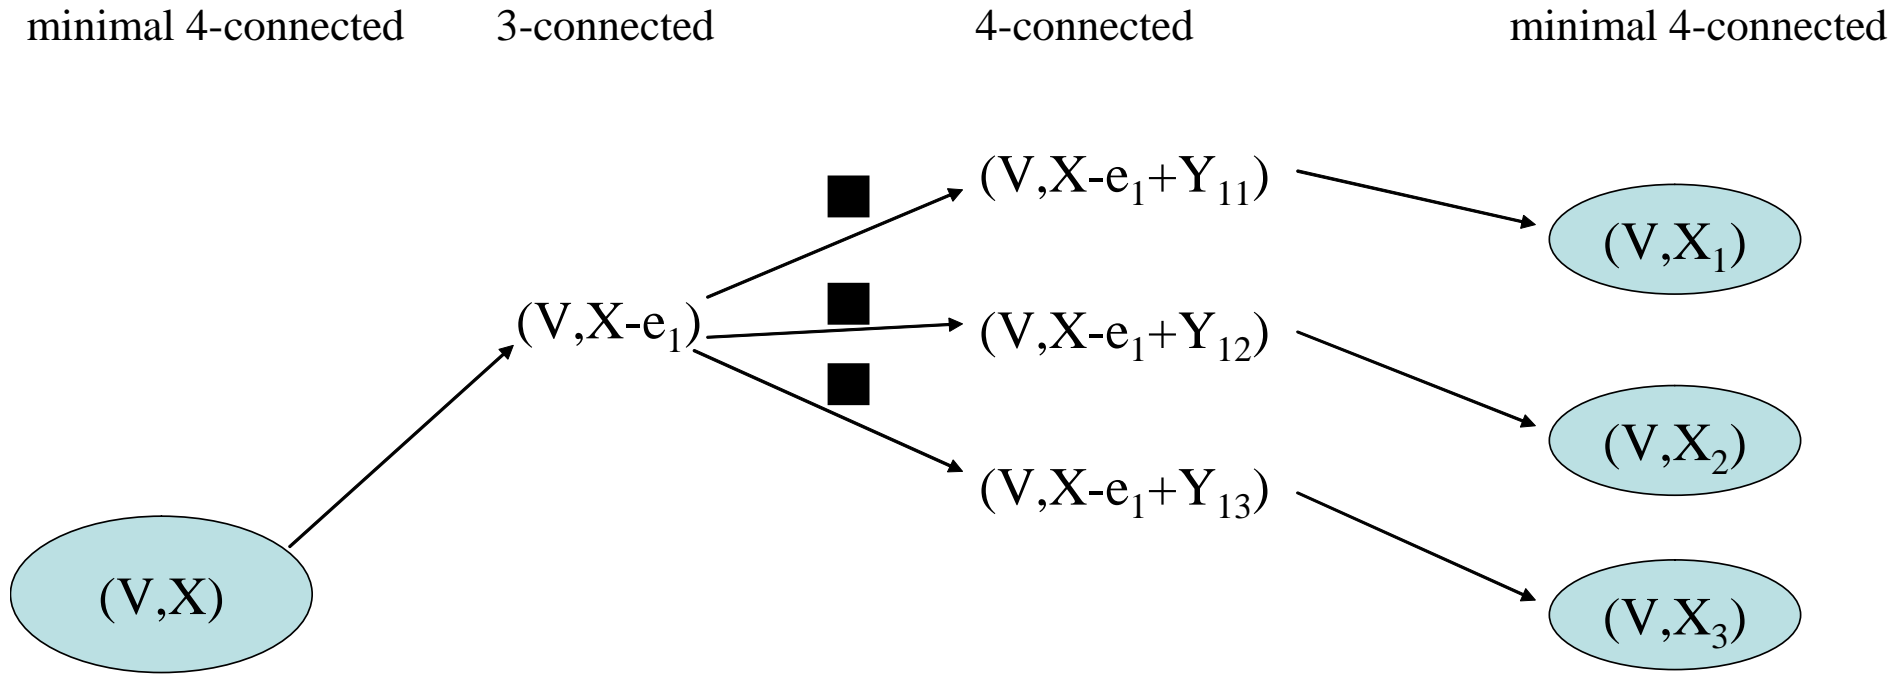 minimal 4-connected 3-connected 4-connected minimal 4-connected
(V,X-e₁+Y₁₁)
(V,X₁)
(V,X-e₁)
(V,X-e₁+Y₁₂)
(V,X₂)
(V,X-e₁+Y₁₃)
(V,X)
(V,X₃)